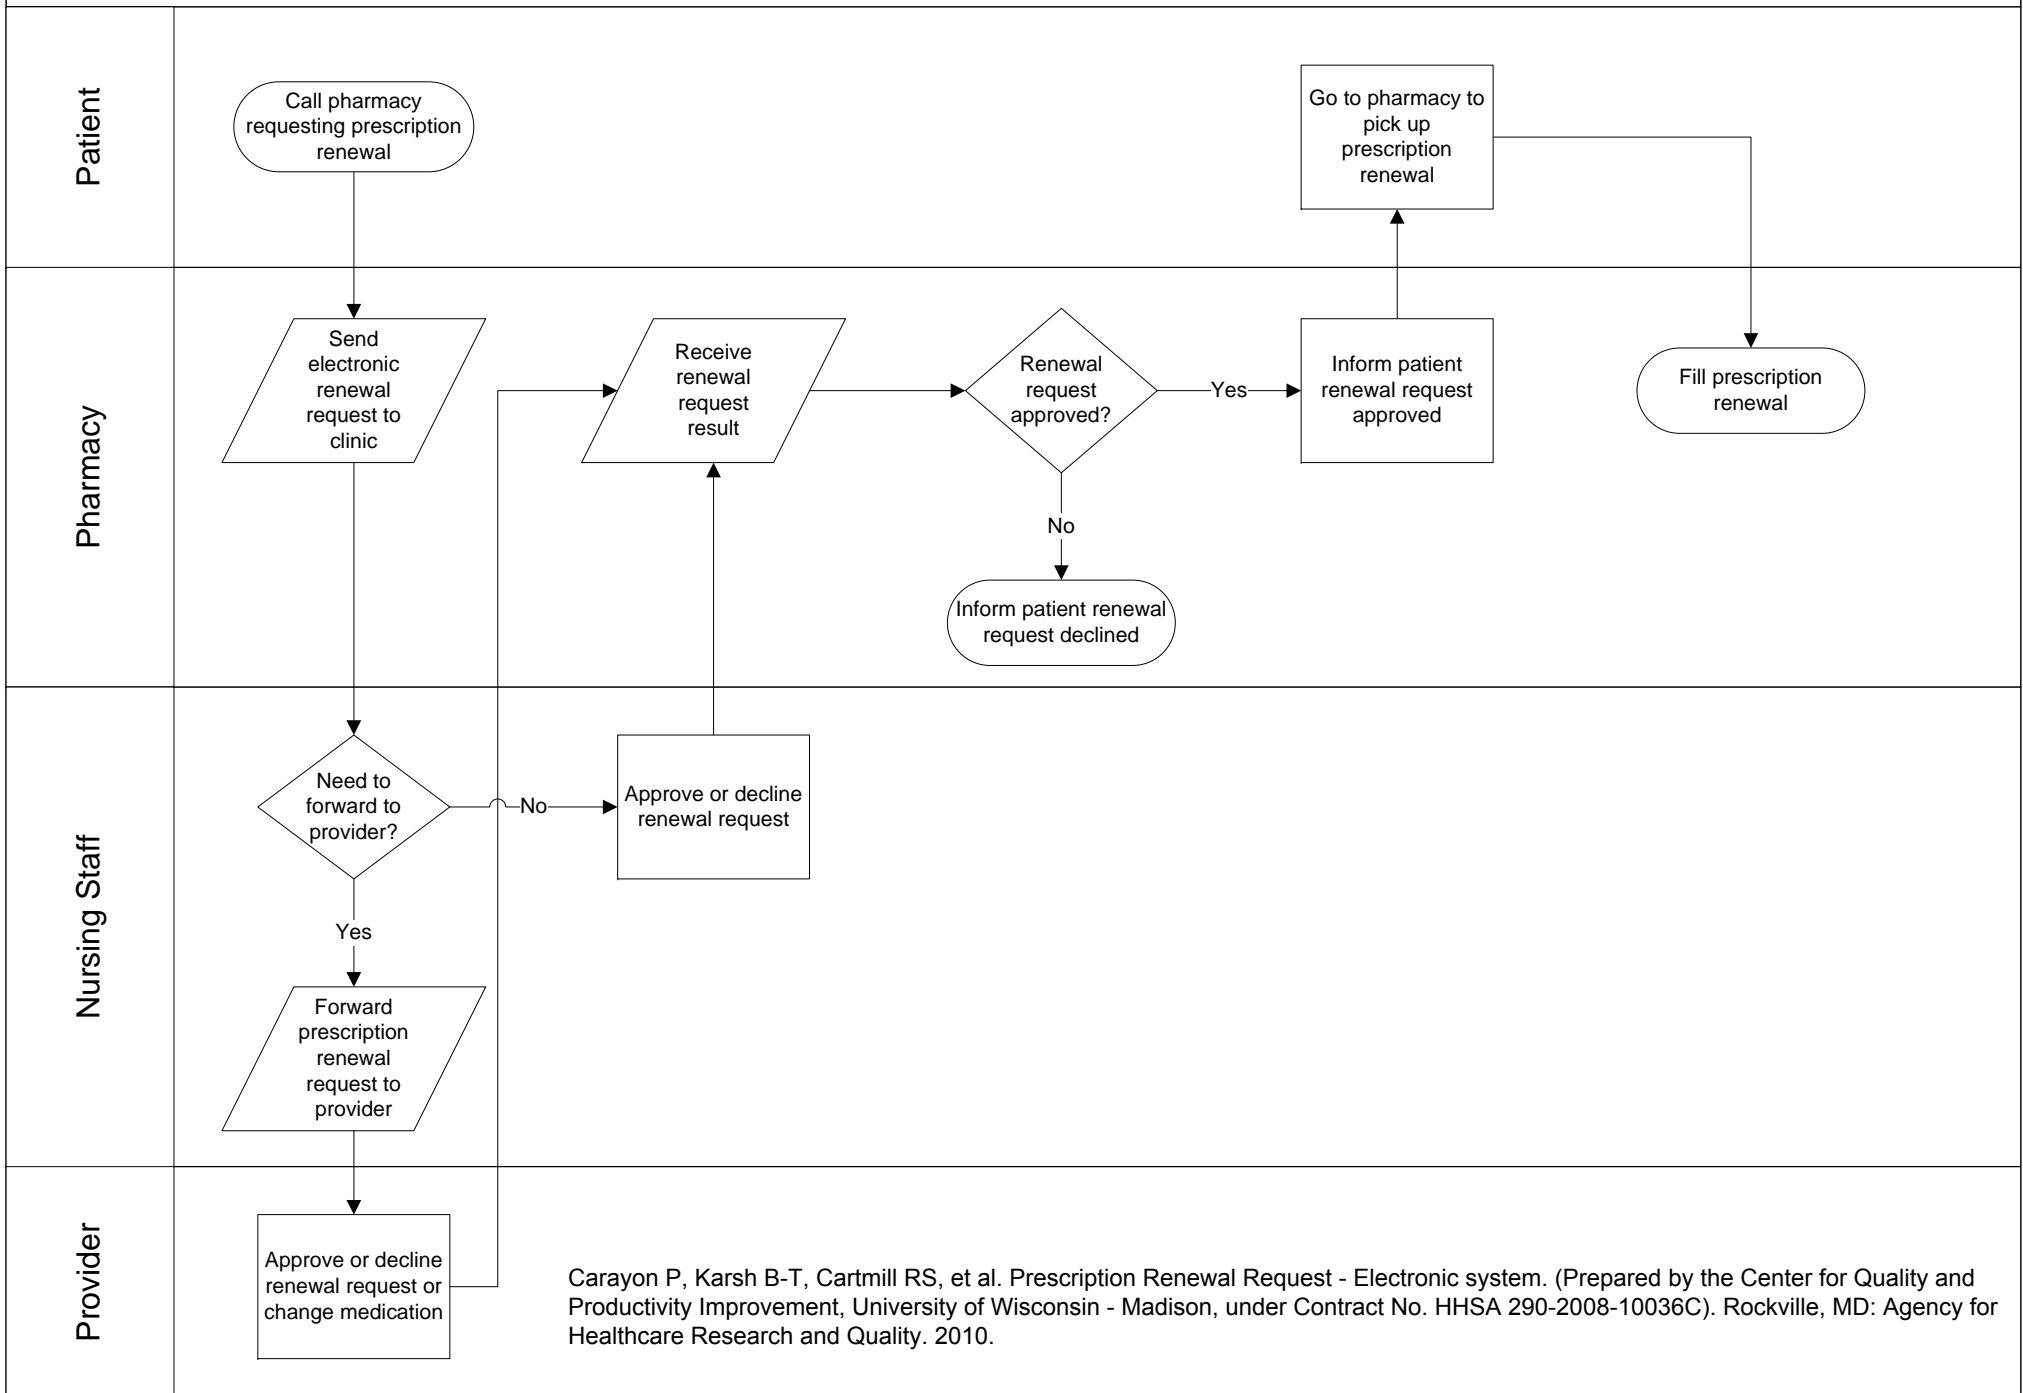 Patient
Call pharmacy
requesting prescription
renewal
Go to pharmacy to
pick up
prescription
renewal
Pharmacy
Send
electronic
renewal
request to
clinic
Receive
renewal
request
result
Renewal
request
approved?
Yes
Inform patient
renewal request
approved
Fill prescription
renewal
No
Inform patient renewal
request declined
Nursing Staff
Need to
forward to
provider?
No
Approve or decline
renewal request
Yes
Forward
prescription
renewal
request to
provider
Provider
Approve or decline
renewal request or
change medication
Carayon P, Karsh B-T, Cartmill RS, et al. Prescription Renewal Request - Electronic system. (Prepared by the Center for Quality and
Productivity Improvement, University of Wisconsin - Madison, under Contract No. HHSA 290-2008-10036C). Rockville, MD: Agency for
Healthcare Research and Quality. 2010.